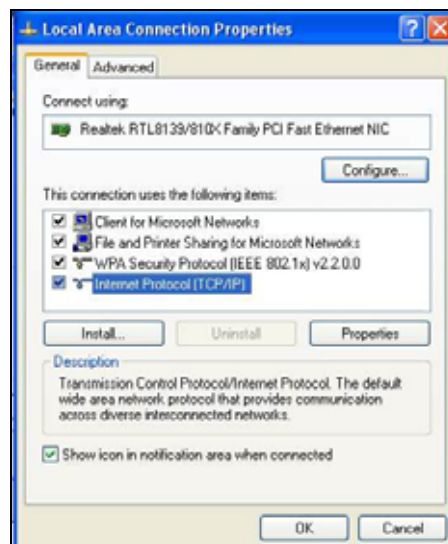 Local Area Connection Properties
General
Advanced
Connect using:
Realtek RTL8139/810X Family PCI Fast Ethernet NIC
Configure...
This connection uses the following items:
Client for Microsoft Networks
File and Printer Sharing for Microsoft Networks
WPA Security Protocol (IEEE 802.1x) v2.2.0.0
Internet Protocol (TCP/IP)
Install...
Uninstall
Properties
Description
Transmission Control Protocol/Internet Protocol. The default
wide area network protocol that provides communication
across diverse interconnected networks.
Show icon in notification area when connected
OK
Cancel